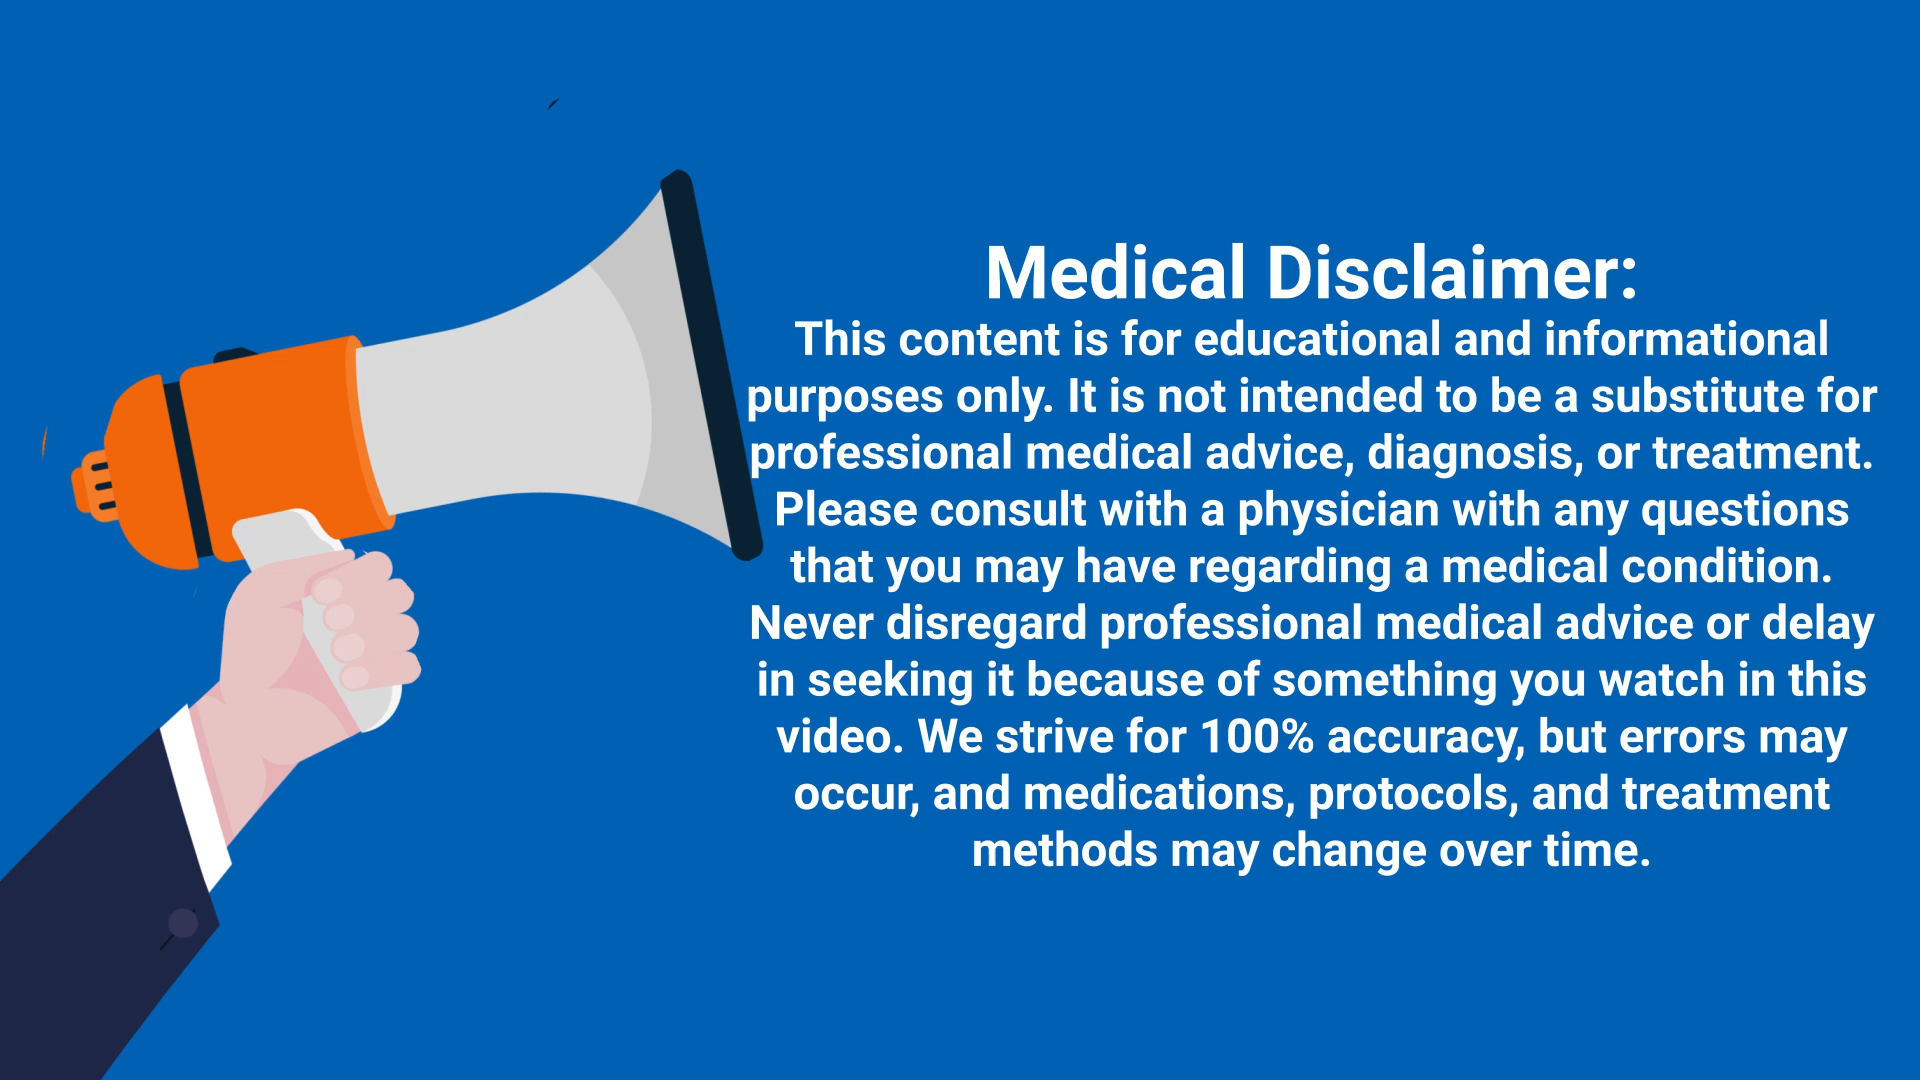 Medical Disclaimer:
This content is for educational and informational
purposes only. It is not intended to be a substitute for
professional medical advice, diagnosis, or treatment.
Please consult with a physician with any questions
that you may have regarding a medical condition.
Never disregard professional medical advice or delay
in seeking it because of something you watch in this
video. We strive for 100% accuracy, but errors may
occur, and medications, protocols, and treatment
methods may change over time.